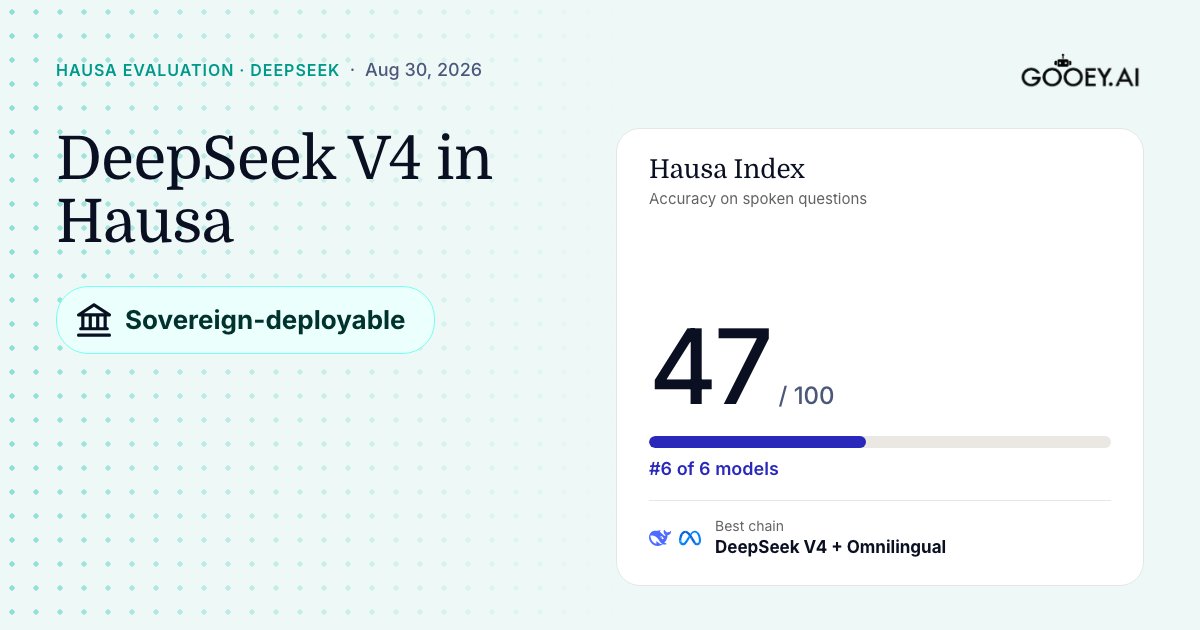 HAUSA EVALUATION · DEEPSEEK · Aug 30, 2026
GOOEY.AI
DeepSeek V4 in
Hausa
Sovereign-deployable
Hausa Index
Accuracy on spoken questions
47 / 100
#6 of 6 models
Best chain
DeepSeek V4 + Omnilingual